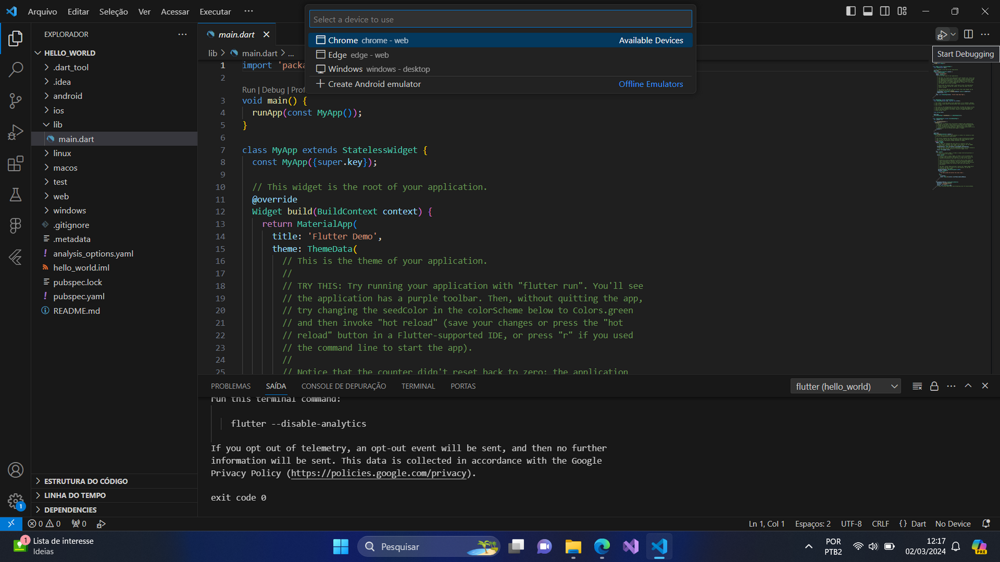 Arquivo Editar Seleção Ver Acessar Executar ···
Select a device to use
Chrome chrome - web Available Devices
Edge edge - web
Windows windows - desktop
Create Android emulator Offline Emulators
Start Debugging
EXPLORADOR
HELLO_WORLD
.dart_tool
.idea
android
ios
lib
main.dart
linux
macos
test
web
windows
.gitignore
.metadata
analysis_options.yaml
hello_world.iml
pubspec.lock
pubspec.yaml
README.md
ESTRUTURA DO CÓDIGO
LINHA DO TEMPO
DEPENDENCIES
main.dart
lib > main.dart > ...
1 import 'packa
2
Run | Debug | Prof
3 void main() {
4 runApp(const MyApp());
5 }
6
7 class MyApp extends StatelessWidget {
8 const MyApp({super.key});
9
10 // This widget is the root of your application.
11 @override
12 Widget build(BuildContext context) {
13 return MaterialApp(
14 title: 'Flutter Demo',
15 theme: ThemeData(
16 // This is the theme of your application.
17 //
18 // TRY THIS: Try running your application with "flutter run". You'll see
19 // the application has a purple toolbar. Then, without quitting the app,
20 // try changing the seedColor in the colorScheme below to Colors.green
21 // and then invoke "hot reload" (save your changes or press the "hot
22 // reload" button in a Flutter-supported IDE, or press "r" if you used
23 // the command line to start the app).
24 //
25 // Notice that the counter didn't reset back to zero; the application
PROBLEMAS SAÍDA CONSOLE DE DEPURAÇÃO TERMINAL PORTAS flutter (hello_world)
run this terminal command:
flutter --disable-analytics
If you opt out of telemetry, an opt-out event will be sent, and then no further
information will be sent. This data is collected in accordance with the Google
Privacy Policy (https://policies.google.com/privacy).
exit code 0
1
0 0 0 Ln 1, Col 1 Espaços: 2 UTF-8 CRLF {} Dart No Device
1 Lista de interesse
Ideias
Pesquisar
POR
PTB2
12:17
02/03/2024
PRE